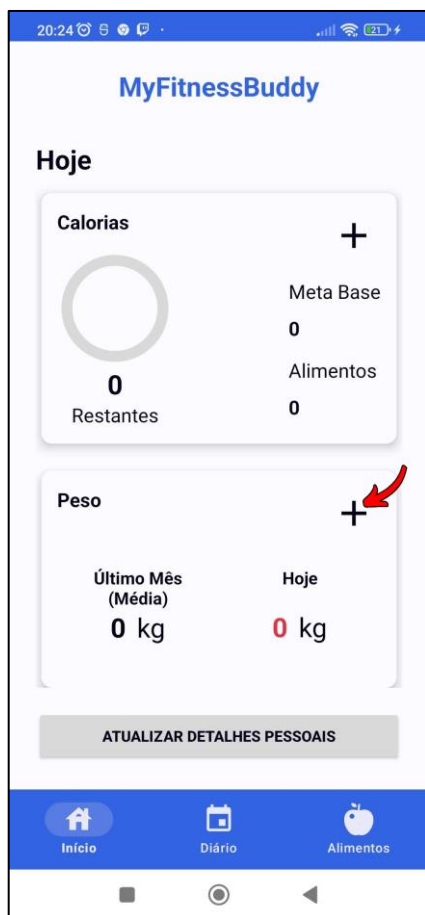 20:24
21
MyFitnessBuddy
Hoje
Calorias
Meta Base
0
Alimentos
0
0
Restantes
Peso
Último Mês
(Média)
0 kg
Hoje
0 kg
ATUALIZAR DETALHES PESSOAIS
Início
Diário
Alimentos